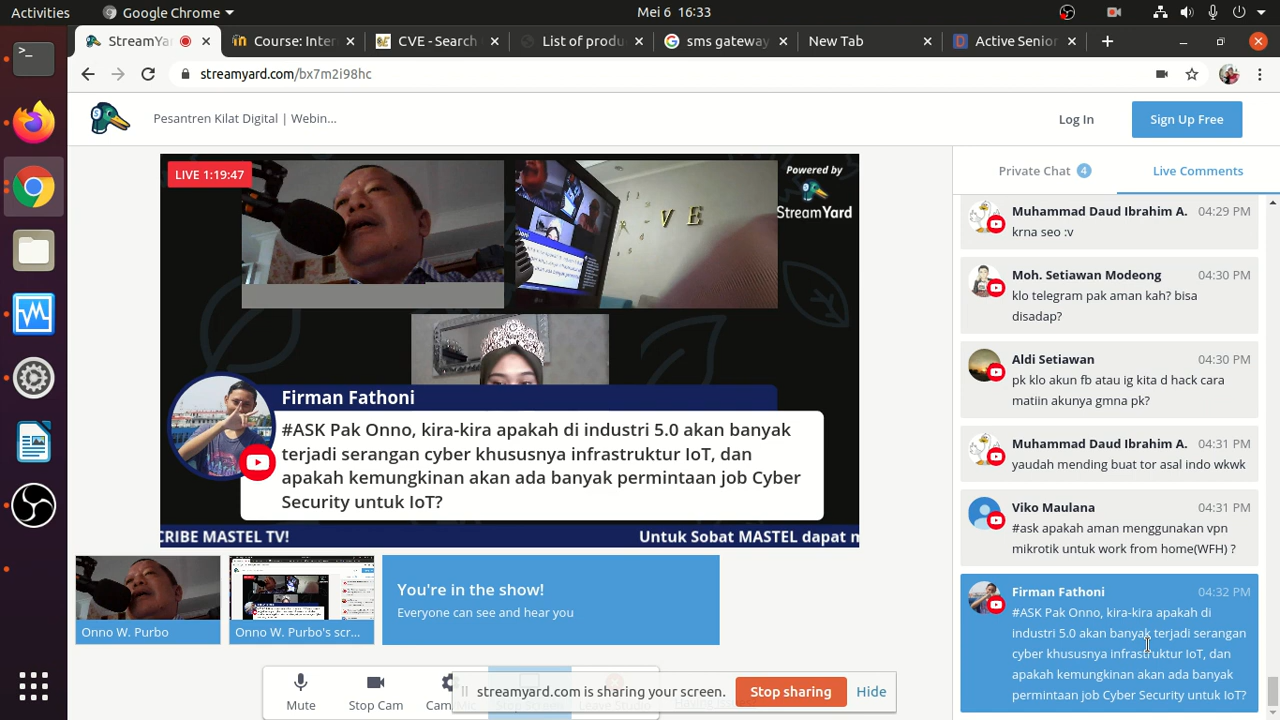 Activities
Google Chrome
Mei 6 16:33
StreamYa
Course: Inter
CVE - Search
List of produ
sms gateway
New Tab
Active Senior
streamyard.com/bx7m2i98hc
Pesantren Kilat Digital | Webin...
Log In
Sign Up Free
LIVE 1:19:47
Powered by
StreamYard
V E
Firman Fathoni
#ASK Pak Onno, kira-kira apakah di industri 5.0 akan banyak
terjadi serangan cyber khususnya infrastruktur IoT, dan
apakah kemungkinan akan ada banyak permintaan job Cyber
Security untuk IoT?
CRIBE MASTEL TV!
Untuk Sobat MASTEL dapat m
Onno W. Purbo
Onno W. Purbo's scr...
You're in the show!
Everyone can see and hear you
Mute
Stop Cam
Cam
streamyard.com is sharing your screen.
Stop sharing
Hide
Private Chat 4
Live Comments
Muhammad Daud Ibrahim A. 04:29 PM
krna seo :v
Moh. Setiawan Modeong 04:30 PM
klo telegram pak aman kah? bisa
disadap?
Aldi Setiawan 04:30 PM
pk klo akun fb atau ig kita d hack cara
matiin akunya gmna pk?
Muhammad Daud Ibrahim A. 04:31 PM
yaudah mending buat tor asal indo wkwk
Viko Maulana 04:31 PM
#ask apakah aman menggunakan vpn
mikrotik untuk work from home(WFH) ?
Firman Fathoni 04:32 PM
#ASK Pak Onno, kira-kira apakah di
industri 5.0 akan banyak terjadi serangan
cyber khususnya infrastruktur IoT, dan
apakah kemungkinan akan ada banyak
permintaan job Cyber Security untuk IoT?